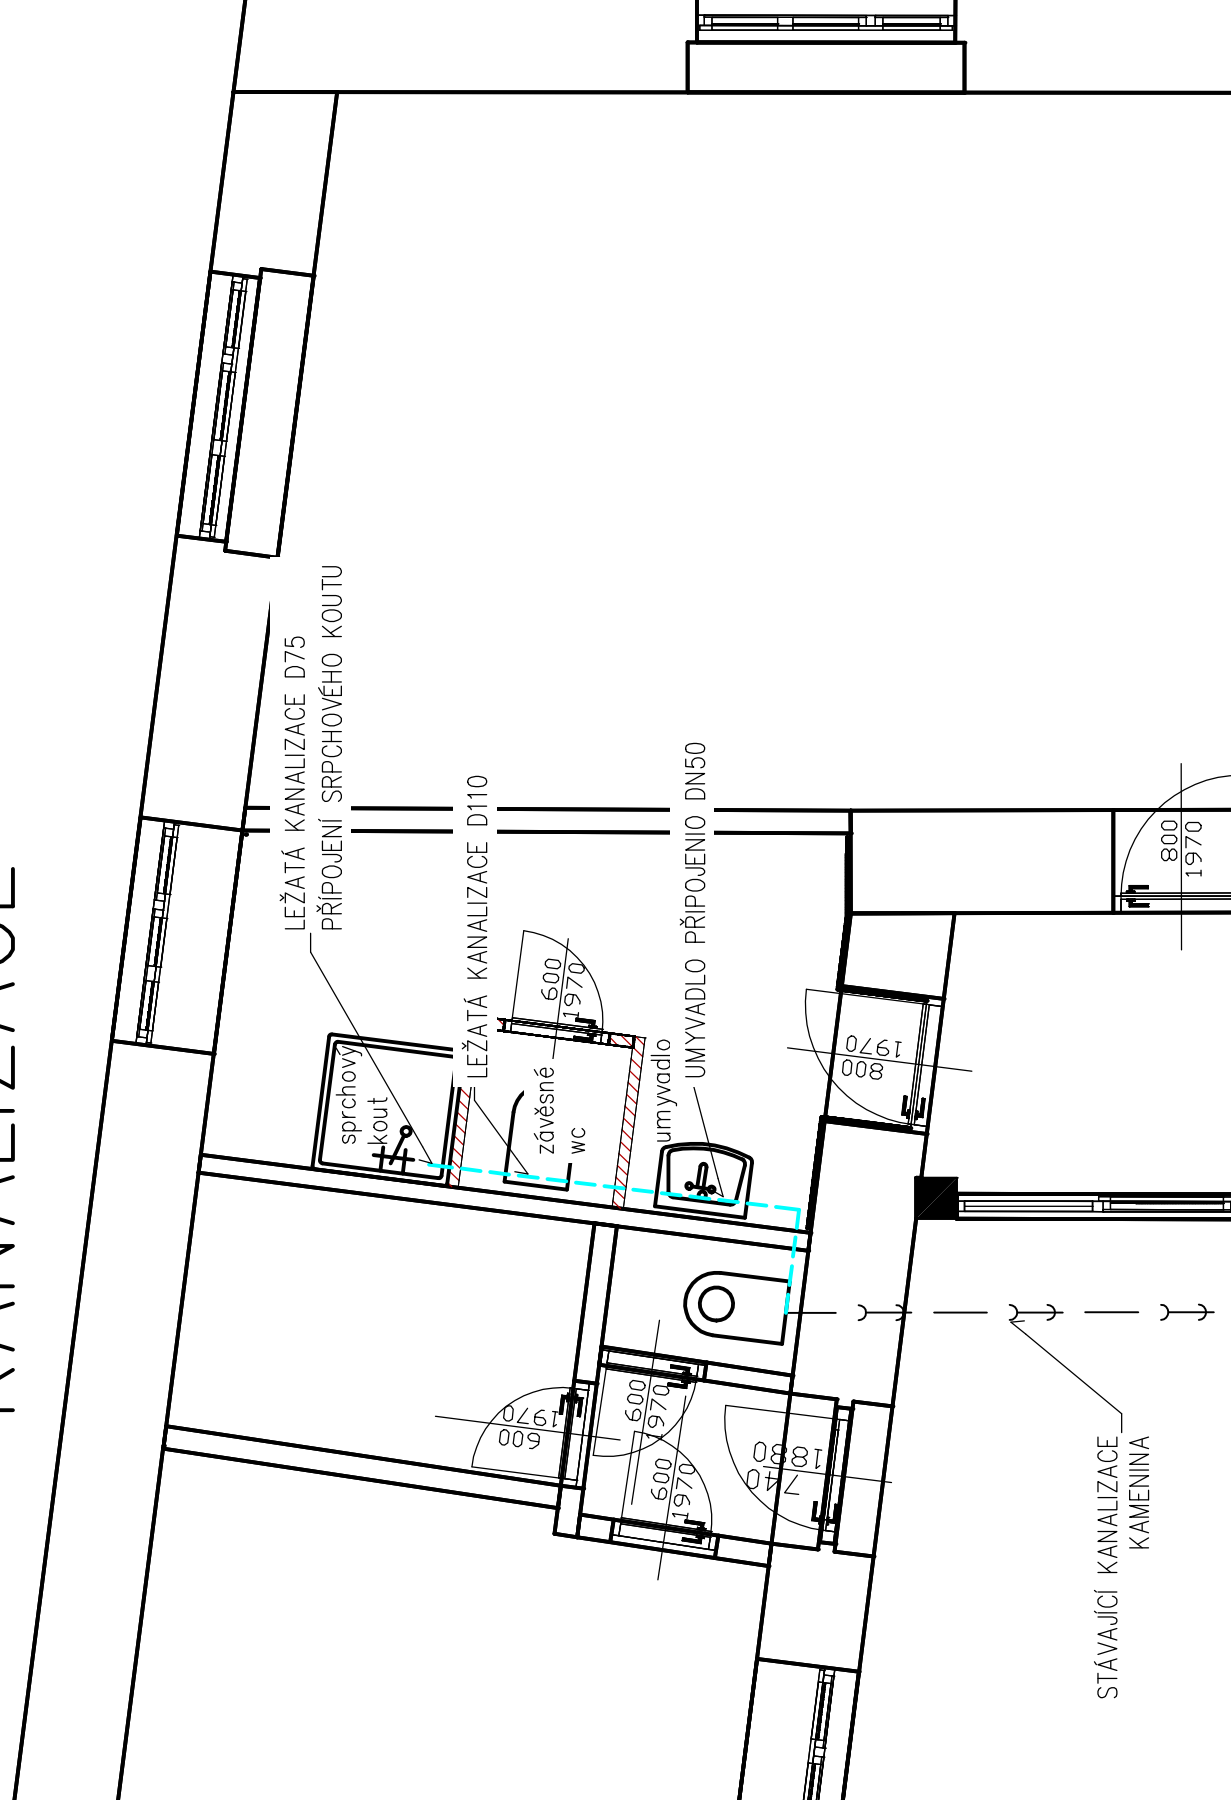 LEŽATÁ KANALIZACE D75
PŘÍPOJENÍ SRPCHOVÉHO KOUTU
LEŽATÁ KANALIZACE D110
UMYVADLO PŘIPOJENIO DN50
sprchový
kout
závěsné
wc
umyvadlo
600
1970
800
1970
800
1970
600
1970
600
1970
600
1970
740
1880
STÁVAJÍCÍ KANALIZACE
KAMENINA